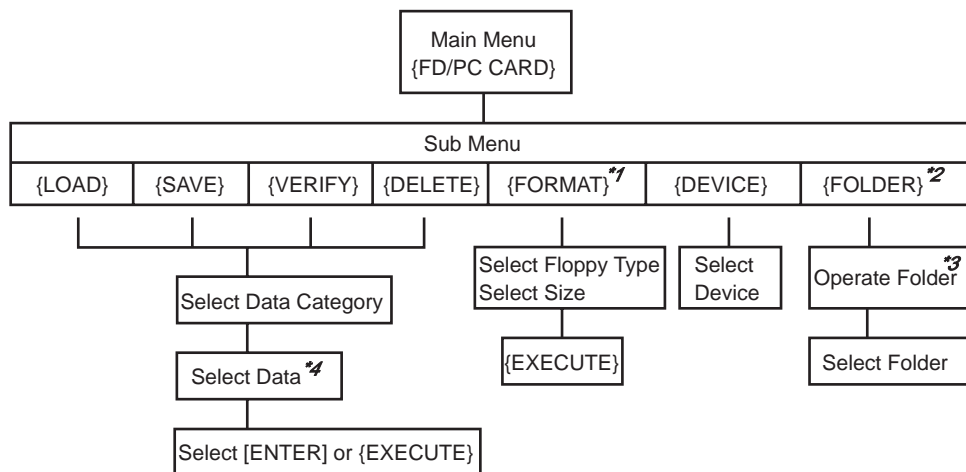 Main Menu
{FD/PC CARD}
Sub Menu
{LOAD} {SAVE} {VERIFY} {DELETE} {FORMAT}*1 {DEVICE} {FOLDER}*2
Select Data Category
Select Data*4
Select [ENTER] or {EXECUTE}
Select Floppy Type
Select Size
{EXECUTE}
Select
Device
Operate Folder*3
Select Folder